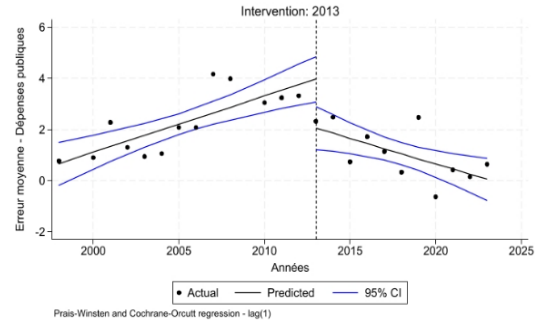 Intervention: 2013
Erreur moyenne - Dépenses publiques
6
4
2
0
-2
2000 2005 2010 2015 2020 2025
Années
Actual Predicted 95% CI
Prais-Winsten and Cochrane-Orcutt regression - lag(1)